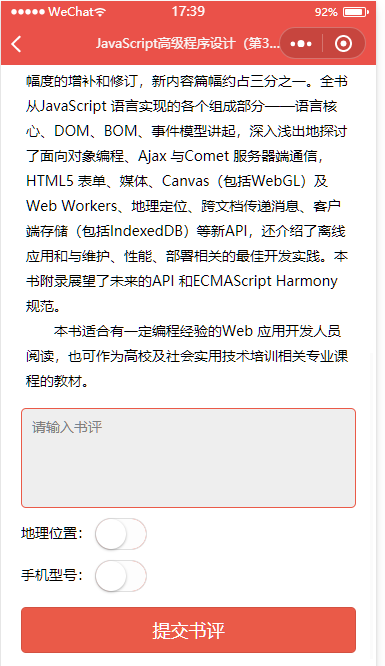 WeChat
17:39
92%
JavaScript高级程序设计（第3...
幅度的增补和修订，新内容篇幅约占三分之一。全书
从JavaScript 语言实现的各个组成部分——语言核
心、DOM、BOM、事件模型讲起，深入浅出地探讨
了面向对象编程、Ajax 与Comet 服务器端通信，
HTML5 表单、媒体、Canvas（包括WebGL）及
Web Workers、地理定位、跨文档传递消息、客户
端存储（包括IndexedDB）等新API，还介绍了离线
应用和与维护、性能、部署相关的最佳开发实践。本
书附录展望了未来的API 和ECMAScript Harmony
规范。
本书适合有一定编程经验的Web 应用开发人员
阅读，也可作为高校及社会实用技术培训相关专业课
程的教材。
请输入书评
地理位置：
手机型号：
提交书评